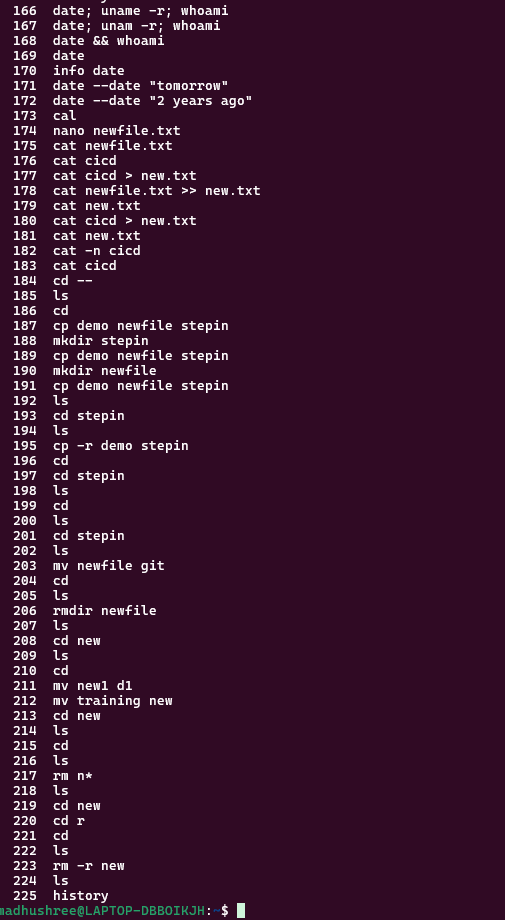 166 date; uname -r; whoami
167 date; unam -r; whoami
168 date && whoami
169 date
170 info date
171 date --date "tomorrow"
172 date --date "2 years ago"
173 cal
174 nano newfile.txt
175 cat newfile.txt
176 cat cicd
177 cat cicd > new.txt
178 cat newfile.txt >> new.txt
179 cat new.txt
180 cat cicd > new.txt
181 cat new.txt
182 cat -n cicd
183 cat cicd
184 cd --
185 ls
186 cd
187 cp demo newfile stepin
188 mkdir stepin
189 cp demo newfile stepin
190 mkdir newfile
191 cp demo newfile stepin
192 ls
193 cd stepin
194 ls
195 cp -r demo stepin
196 cd
197 cd stepin
198 ls
199 cd
200 ls
201 cd stepin
202 ls
203 mv newfile git
204 cd
205 ls
206 rmdir newfile
207 ls
208 cd new
209 ls
210 cd
211 mv new1 d1
212 mv training new
213 cd new
214 ls
215 cd
216 ls
217 rm n*
218 ls
219 cd new
220 cd r
221 cd
222 ls
223 rm -r new
224 ls
225 history
madhushree@LAPTOP-DBBOIKJH:~$